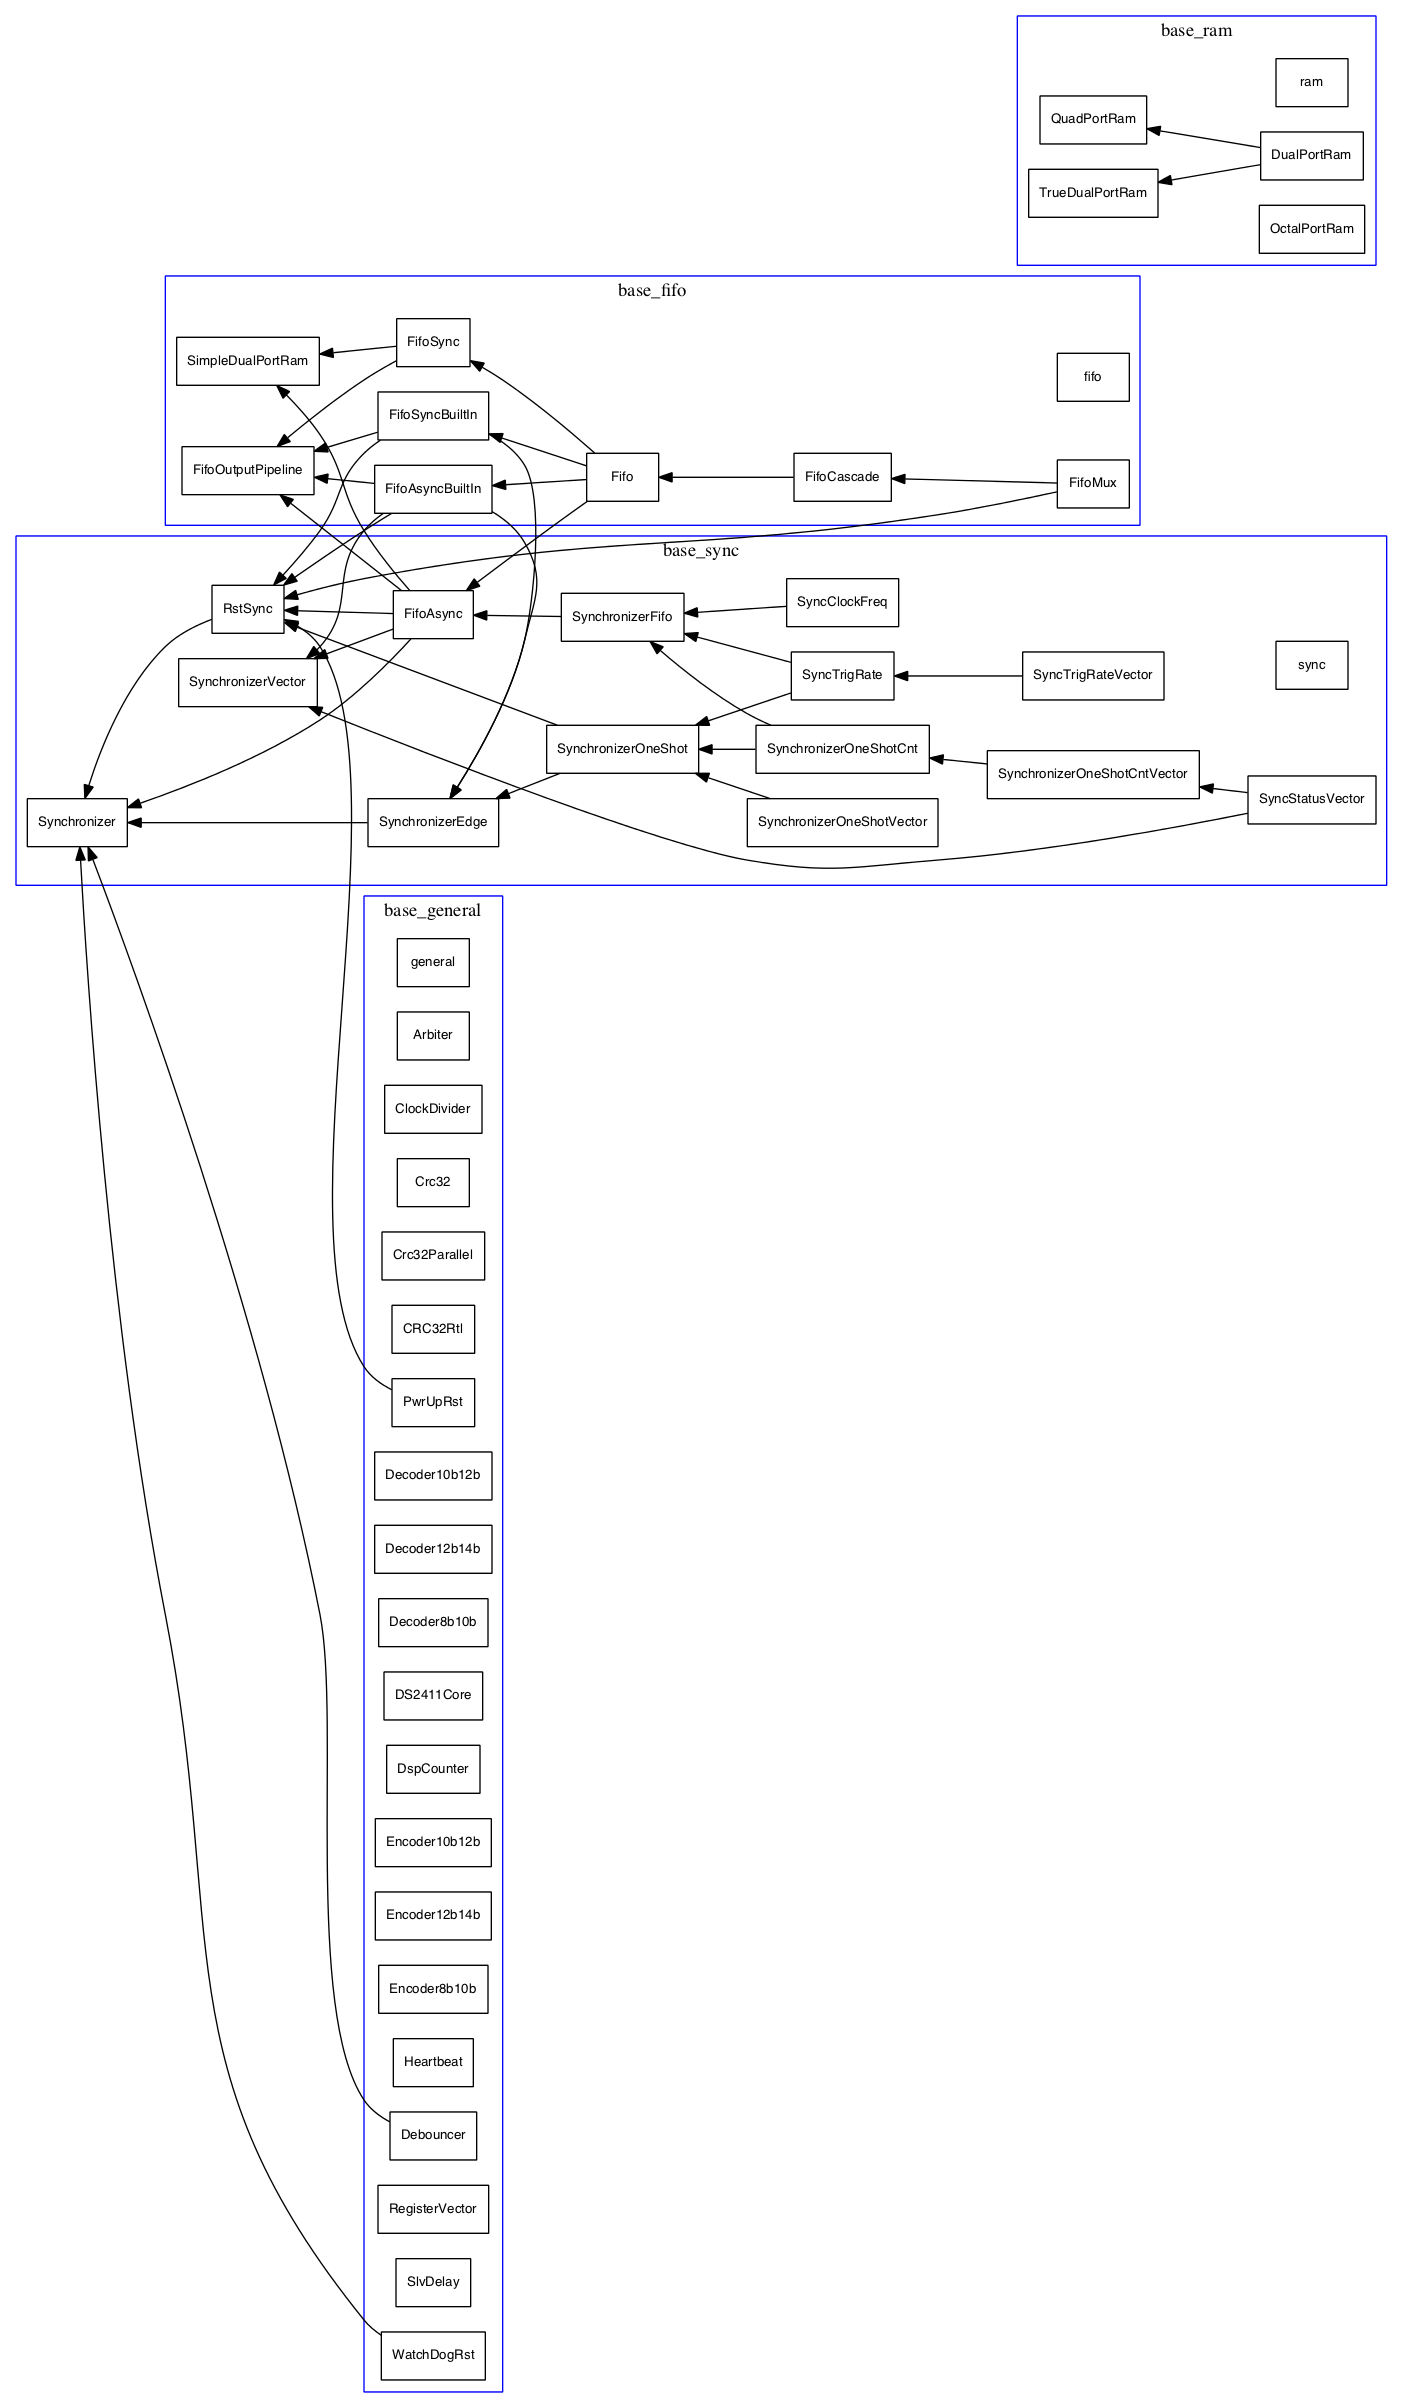 base_ram
ram
QuadPortRam
DualPortRam
TrueDualPortRam
OctalPortRam
base_fifo
FifoSync
SimpleDualPortRam
fifo
FifoSyncBuiltIn
FifoOutputPipeline
Fifo
FifoCascade
FifoMux
FifoAsyncBuiltIn
base_sync
RstSync
FifoAsync
SynchronizerFifo
SyncClockFreq
sync
SynchronizerVector
SyncTrigRate
SyncTrigRateVector
SynchronizerOneShot
SynchronizerOneShotCnt
SynchronizerOneShotCntVector
SyncStatusVector
Synchronizer
SynchronizerEdge
SynchronizerOneShotVector
base_general
general
Arbiter
ClockDivider
Crc32
Crc32Parallel
CRC32Rtl
PwrUpRst
Decoder10b12b
Decoder12b14b
Decoder8b10b
DS2411Core
DspCounter
Encoder10b12b
Encoder12b14b
Encoder8b10b
Heartbeat
Debouncer
RegisterVector
SlvDelay
WatchDogRst